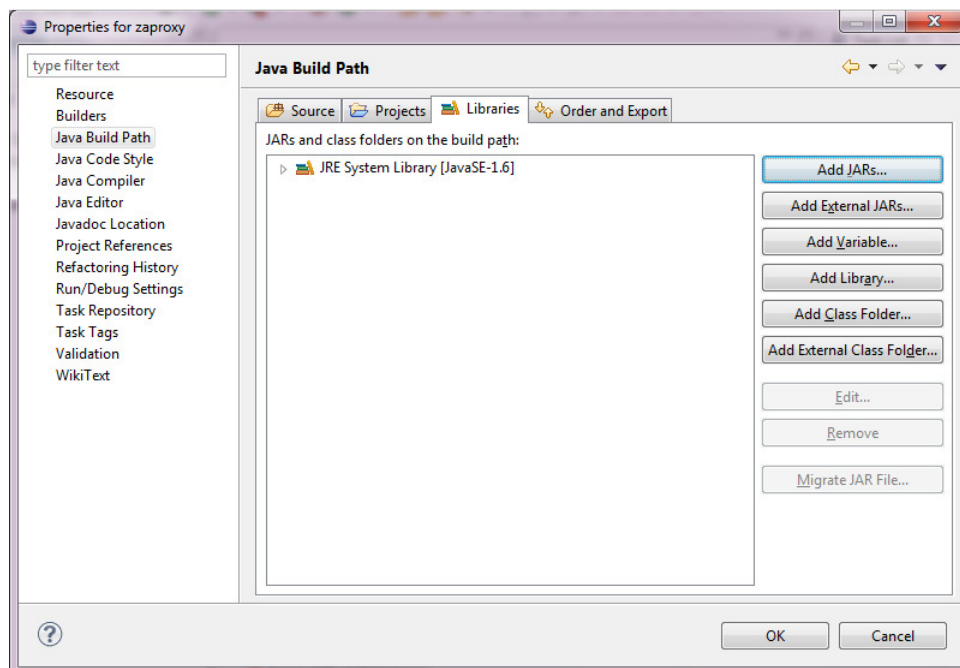 Properties for zaproxy
type filter text
Resource
Builders
Java Build Path
Java Code Style
Java Compiler
Java Editor
Javadoc Location
Project References
Refactoring History
Run/Debug Settings
Task Repository
Task Tags
Validation
WikiText
Java Build Path
Source Projects Libraries Order and Export
JARs and class folders on the build path:
JRE System Library [JavaSE-1.6]
Add JARs...
Add External JARs...
Add Variable...
Add Library...
Add Class Folder...
Add External Class Folder...
Edit...
Remove
Migrate JAR File...
?
OK Cancel